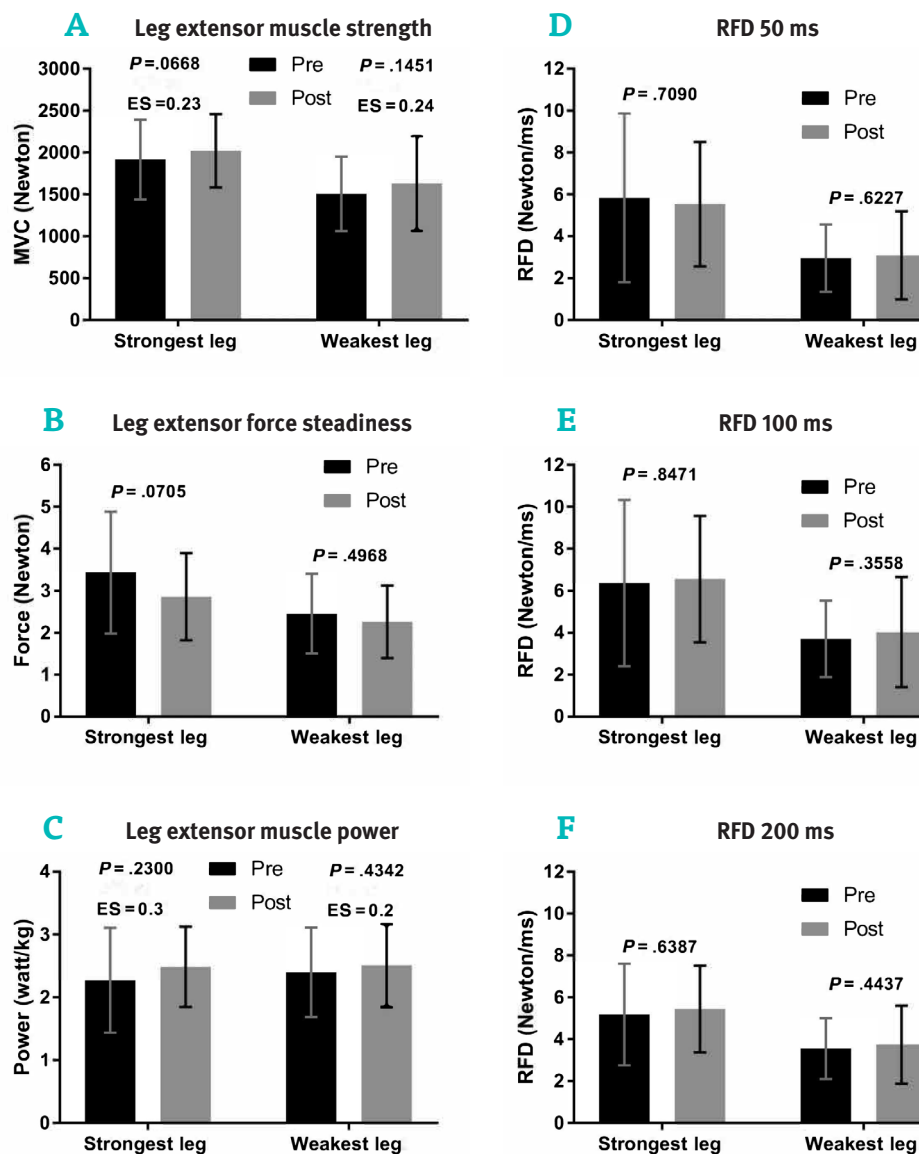 A Leg extensor muscle strength
P =.0668
ES =0.23
Pre
Post
P = .1451
ES =0.24
3000
2500
2000
1500
1000
500
0
MVC (Newton)
Strongest leg Weakest leg
B Leg extensor force steadiness
6
5
4
3
2
1
0
Force (Newton)
P = .0705
Pre
Post
P = .4968
Strongest leg Weakest leg
C Leg extensor muscle power
4
3
2
1
0
Power (watt/kg)
P = .2300
ES =0.3
Pre
Post
P = .4342
ES =0.2
Strongest leg Weakest leg
D RFD 50 ms
12
10
8
6
4
2
0
RFD (Newton/ms)
P = .7090
Pre
Post
P = .6227
Strongest leg Weakest leg
E RFD 100 ms
12
10
8
6
4
2
0
RFD (Newton/ms)
P = .8471
Pre
Post
P = .3558
Strongest leg Weakest leg
F RFD 200 ms
12
10
8
6
4
2
0
RFD (Newton/ms)
P = .6387
Pre
Post
P = .4437
Strongest leg Weakest leg